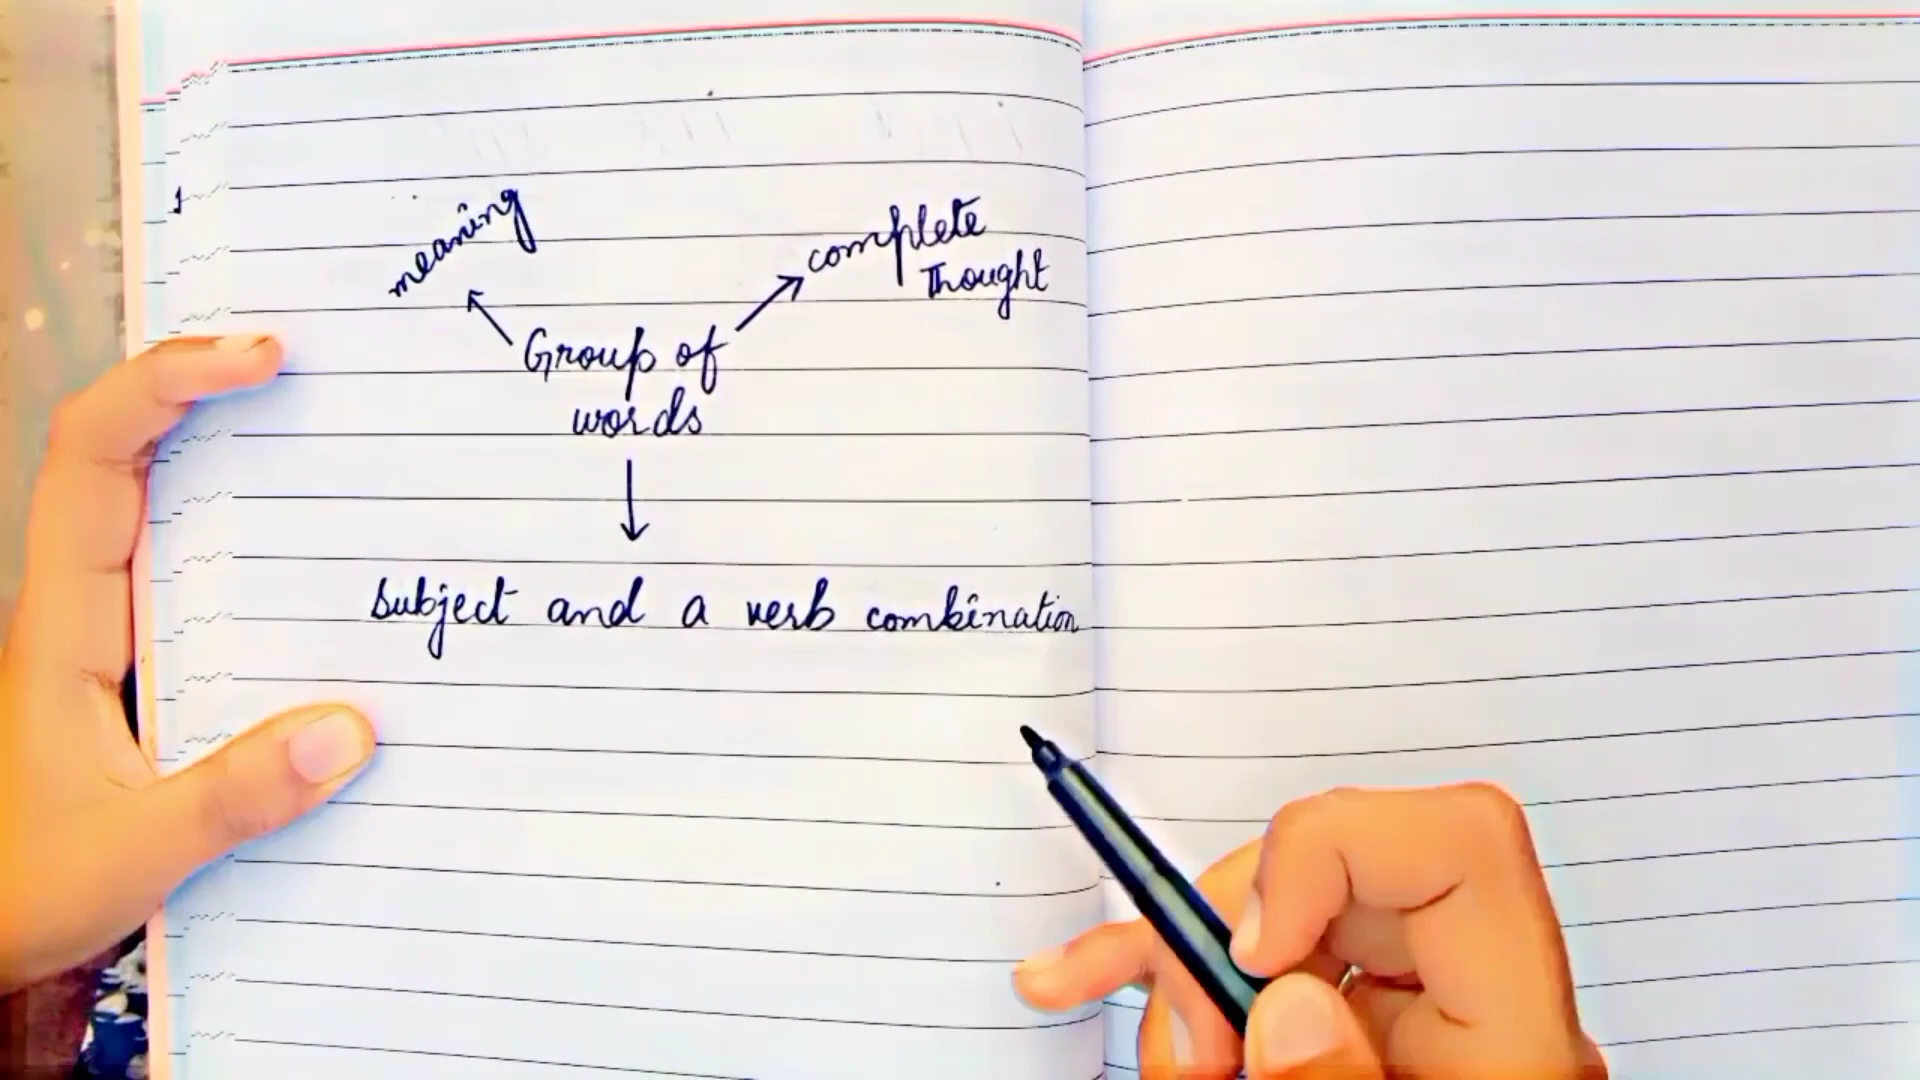 meaning
complete
Thought
Group of
words
Subject and a verb combination